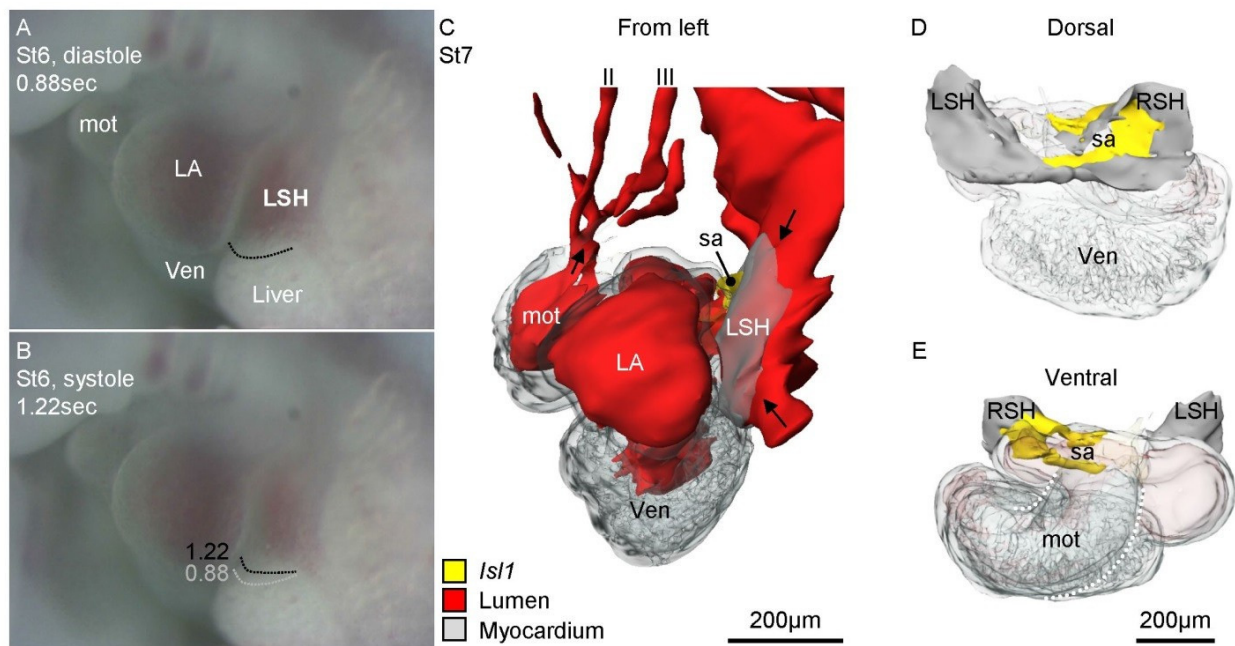 A
St6, diastole
0.88sec
mot
LA
LSH
Ven
Liver
B
St6, systole
1.22sec
1.22
0.88
C
From left
St7
II
III
sa
mot
LSH
LA
Ven
Isl1
Lumen
Myocardium
200µm
D
Dorsal
LSH
RSH
sa
Ven
E
Ventral
RSH
LSH
sa
mot
200µm